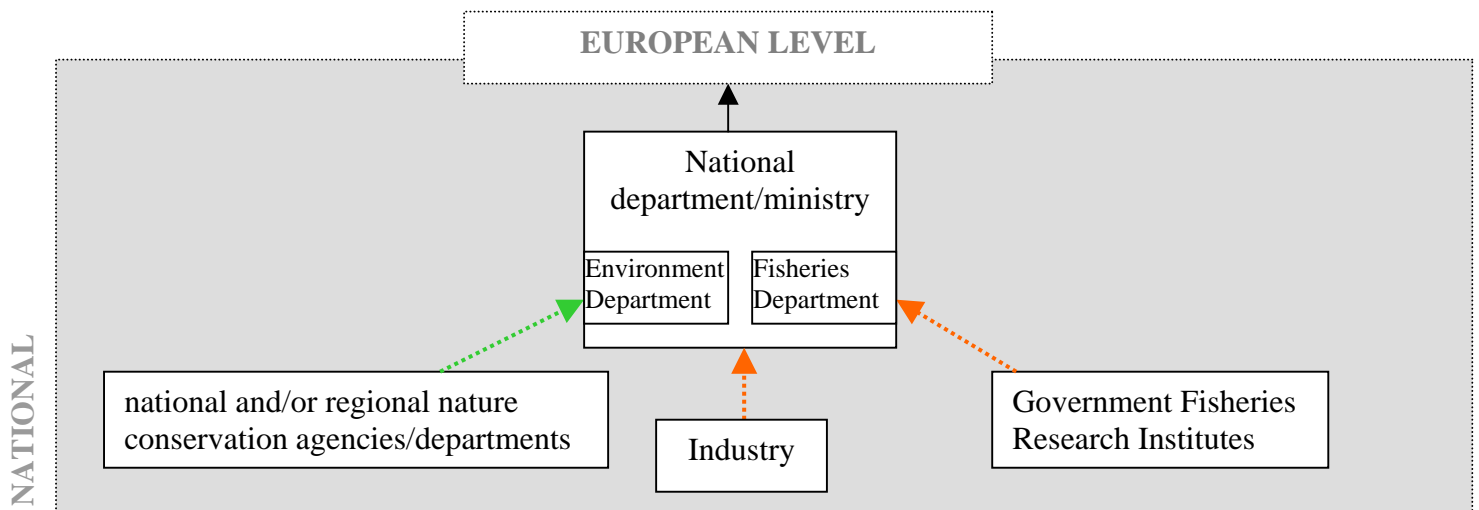 EUROPEAN LEVEL
National
department/ministry
Environment
Department
Fisheries
Department
NATIONAL
national and/or regional nature
conservation agencies/departments
Industry
Government Fisheries
Research Institutes